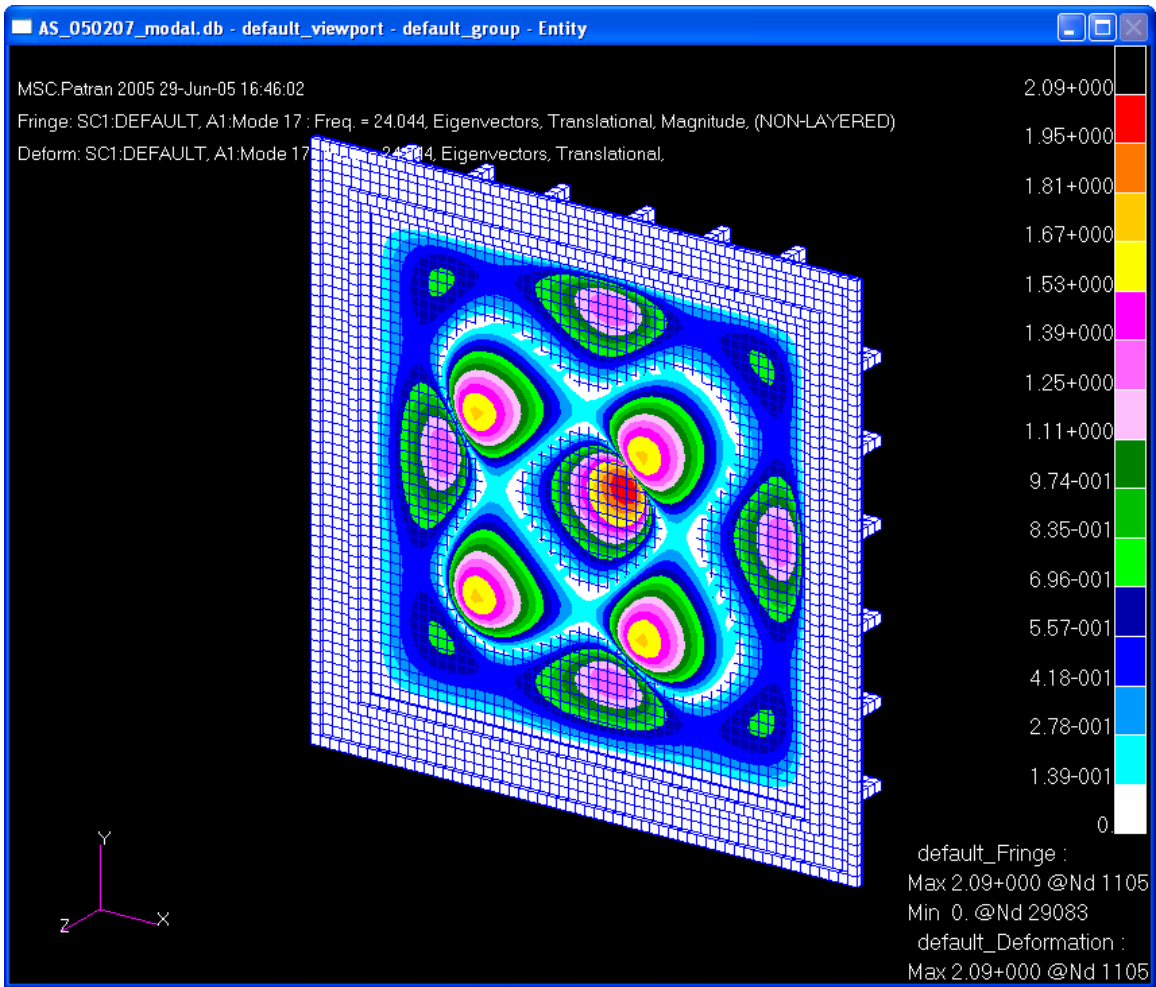 AS_050207_modal.db - default_viewport - default_group - Entity
MSC.Patran 2005 29-Jun-05 16:46:02
Fringe: SC1:DEFAULT, A1:Mode 17 : Freq. = 24.044, Eigenvectors, Translational, Magnitude, (NON-LAYERED)
Deform: SC1:DEFAULT, A1:Mode 17 Eigenvectors, Translational,
2.09+000
1.95+000
1.81+000
1.67+000
1.53+000
1.39+000
1.25+000
1.11+000
9.74-001
8.35-001
6.96-001
5.57-001
4.18-001
2.78-001
1.39-001
0.
default_Fringe :
Max 2.09+000 @Nd 1105
Min 0. @Nd 29083
default_Deformation :
Max 2.09+000 @Nd 1105
Y
Z
X